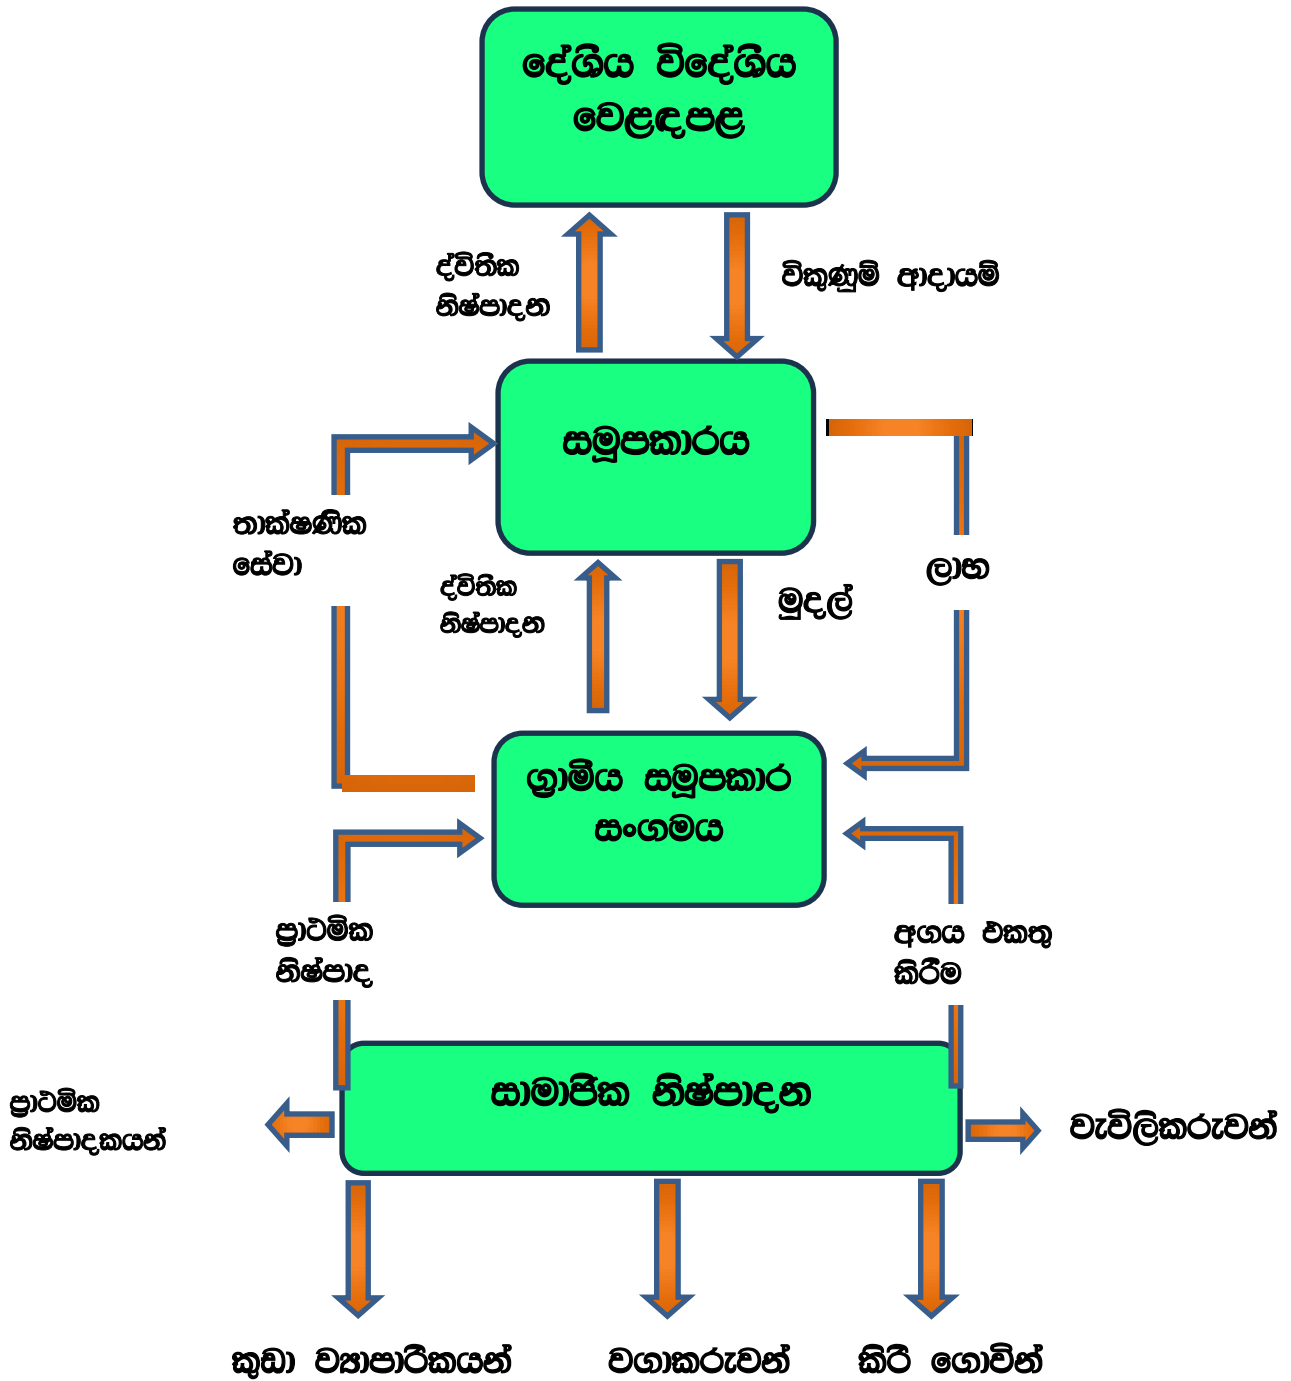 දේශීය විදේශීය
වෙළඳපළ
ද්විතීක
නිෂ්පාදන
විකුණුම් ආදායම්
සමූපකාරය
තාක්ෂණික
සේවා
ලාභ
ද්විතීක
නිෂ්පාදන
මුදල්
ග්‍රාමීය සමූපකාර
සංගමය
ප්‍රාථමික
නිෂ්පාද
අගය ඵකතු
කිරීම
සාමාජික නිෂ්පාදන
ප්‍රාථමික
නිෂ්පාදකයන්
වැවිලිකරුවන්
කුඩා ව්‍යාපාරිකයන්
වගාකරුවන්
කිරි ගොවීන්